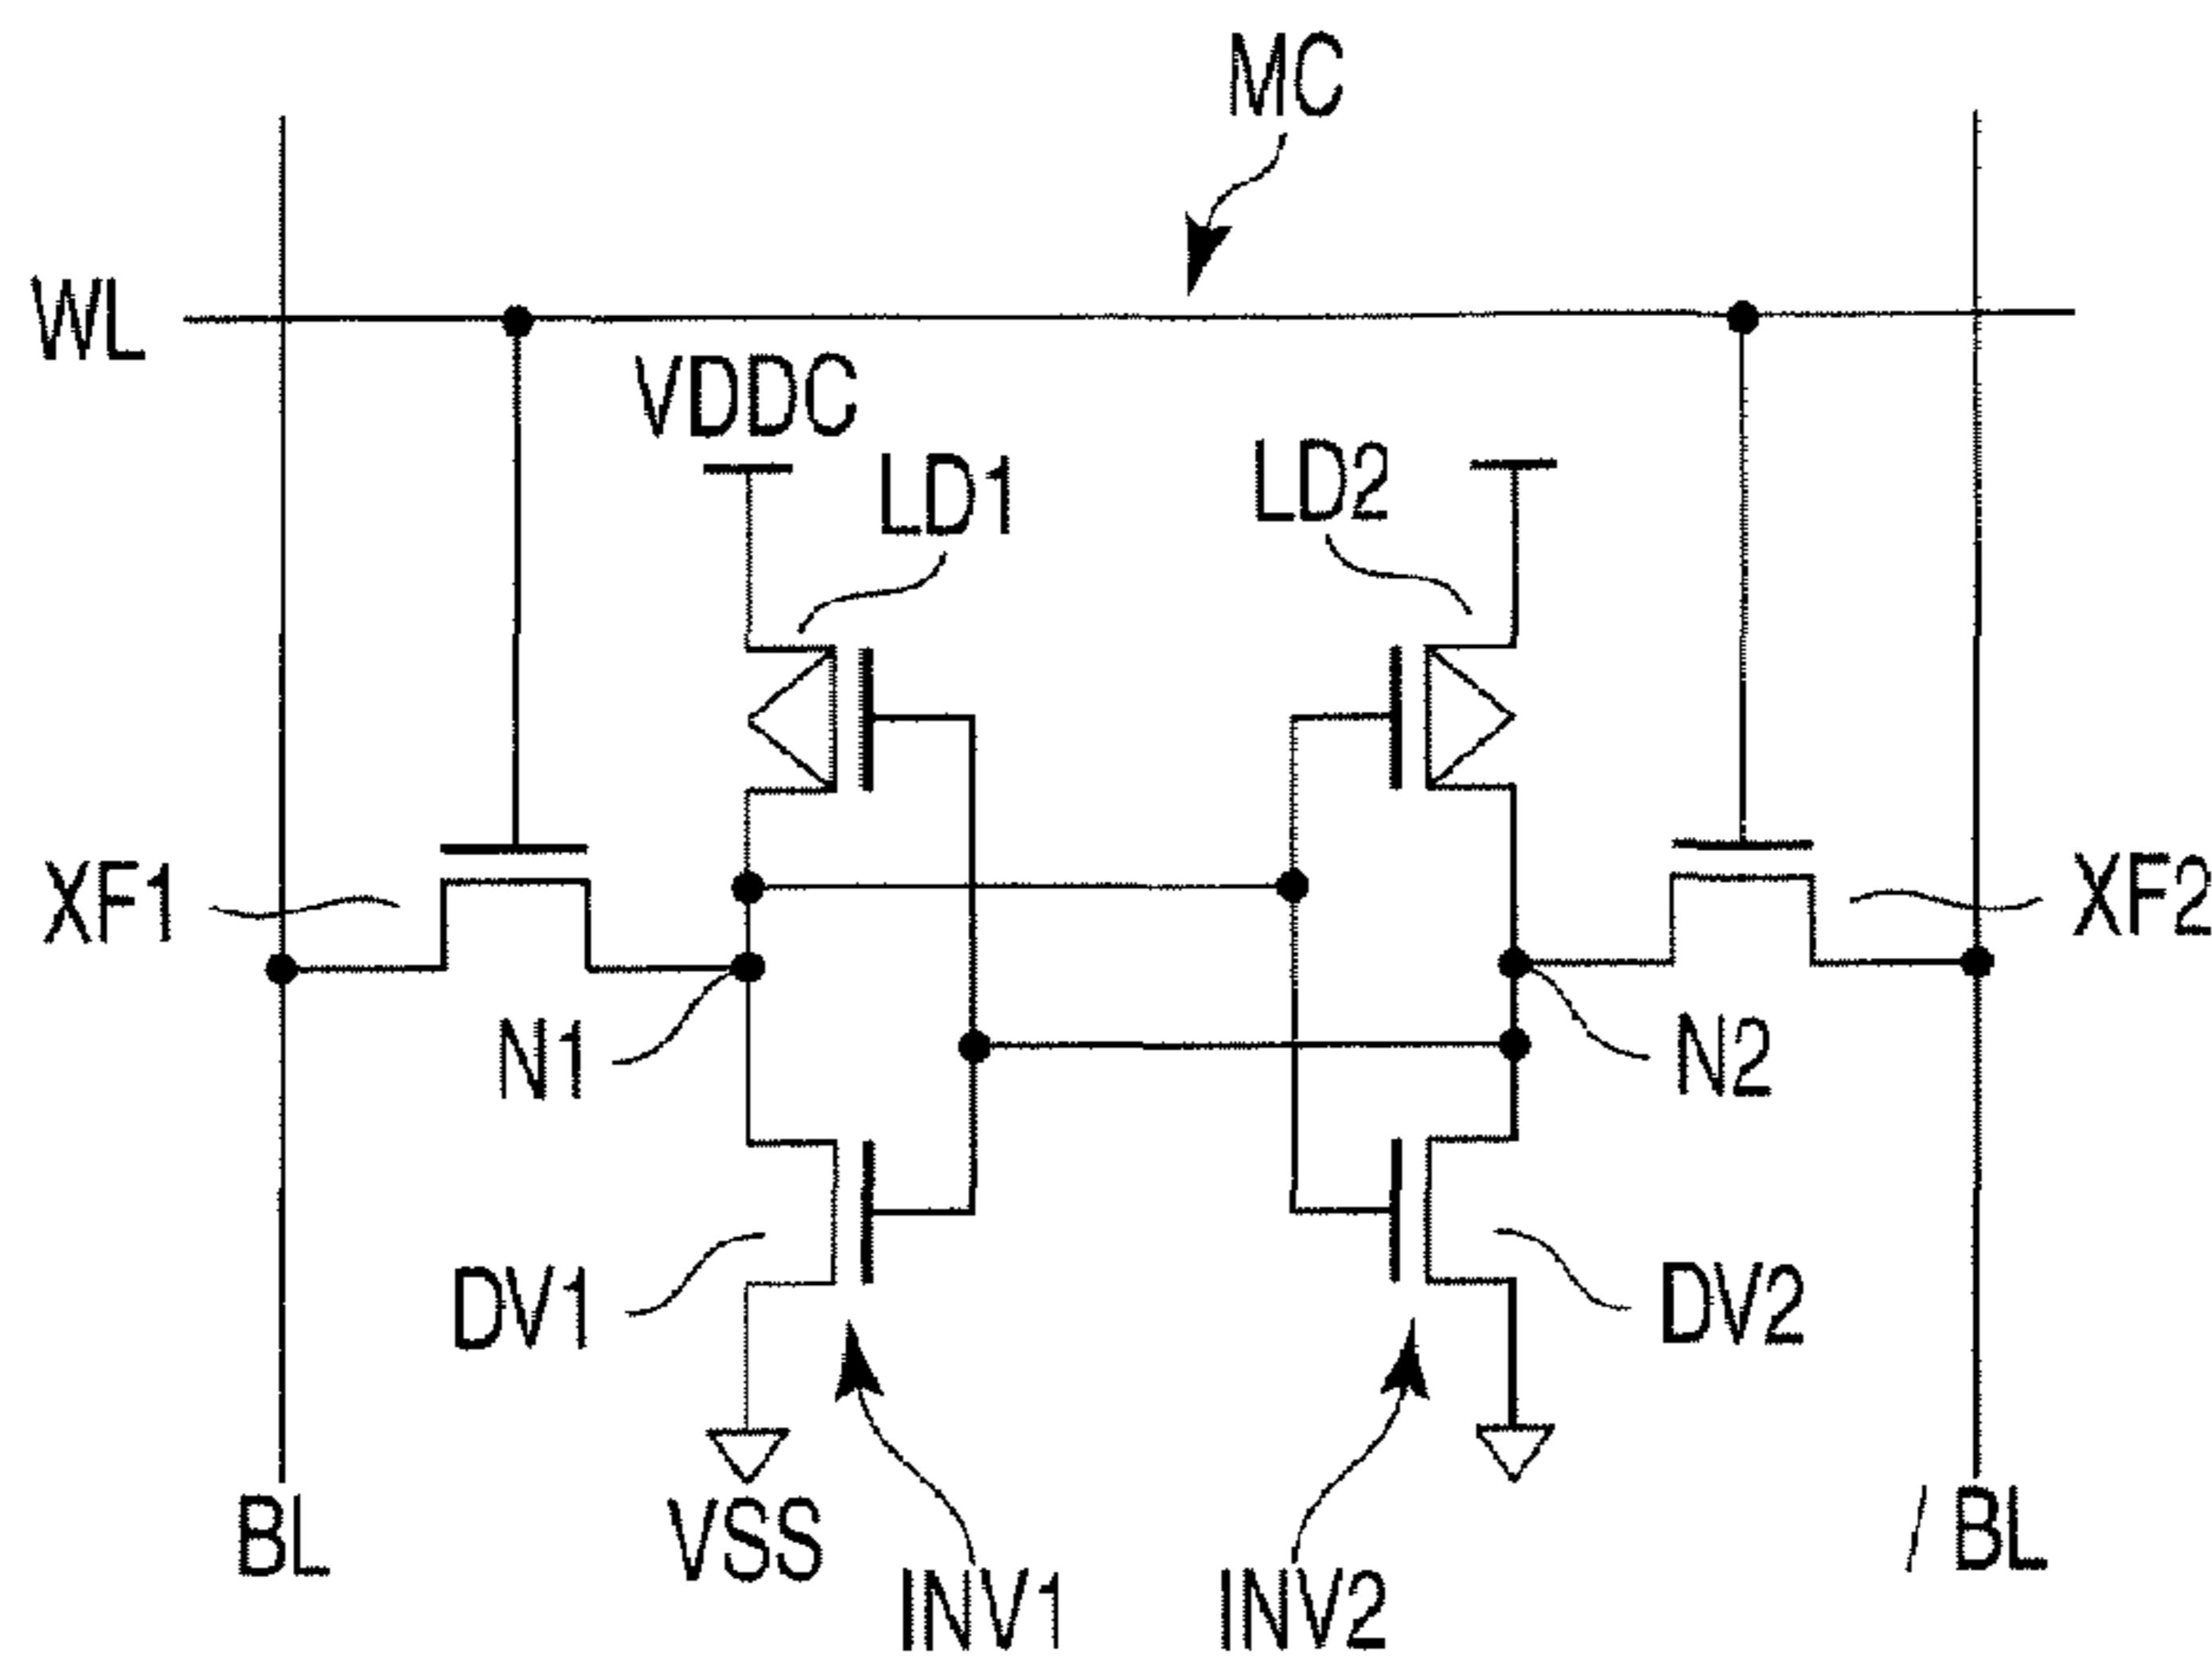 MC
WL
VDDC
LD1
LD2
XF1
XF2
N1
N2
DV1
DV2
BL
VSS
/BL
INV1
INV2